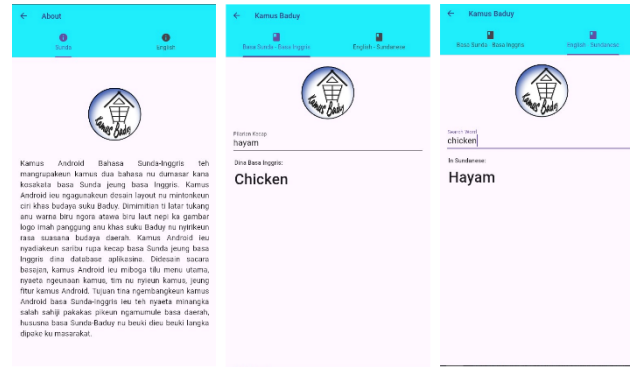 About
Sunda
English
Kamus Baduy
Kamus Android Bahasa Sunda-Inggris teh
mangrupakeun kamus dua bahasa nu dumasar kana
kosakata basa Sunda jeung basa Inggris. Kamus
Android ieu ngagunakeun desain layout nu mintonkeun
ciri khas budaya suku Baduy. Dimimitian ti latar tukang
anu warna biru ngora atawa biru laut nepi ka gambar
logo imah panggung anu khas suku Baduy nu nyirikeun
rasa suasana budaya daerah. Kamus Android ieu
nyadiakeun saribu rupa kecap basa Sunda jeung basa
Inggris dina database aplikasina. Didesain sacara
basajan, kamus Android ieu miboga tilu menu utama,
nyaeta ngeunaan kamus, tim nu nyieun kamus, jeung
fitur kamus Android. Tujuan tina ngembangkeun kamus
Android basa Sunda-Inggris ieu teh nyaeta minangka
salah sahiji pakakas pikeun ngamumule basa daerah,
hususna basa Sunda-Baduy nu beuki dieu beuki langka
dipake ku masarakat.
Kamus Baduy
Basa Sunda - Basa Inggris
English - Sundanese
Kamus Baduy
Pilarian Kecap
hayam
Dina Basa Inggris:
Chicken
Kamus Baduy
Basa Sunda - Basa Inggris
English - Sundanese
Kamus Baduy
Search Word
chicken
In Sundanese:
Hayam